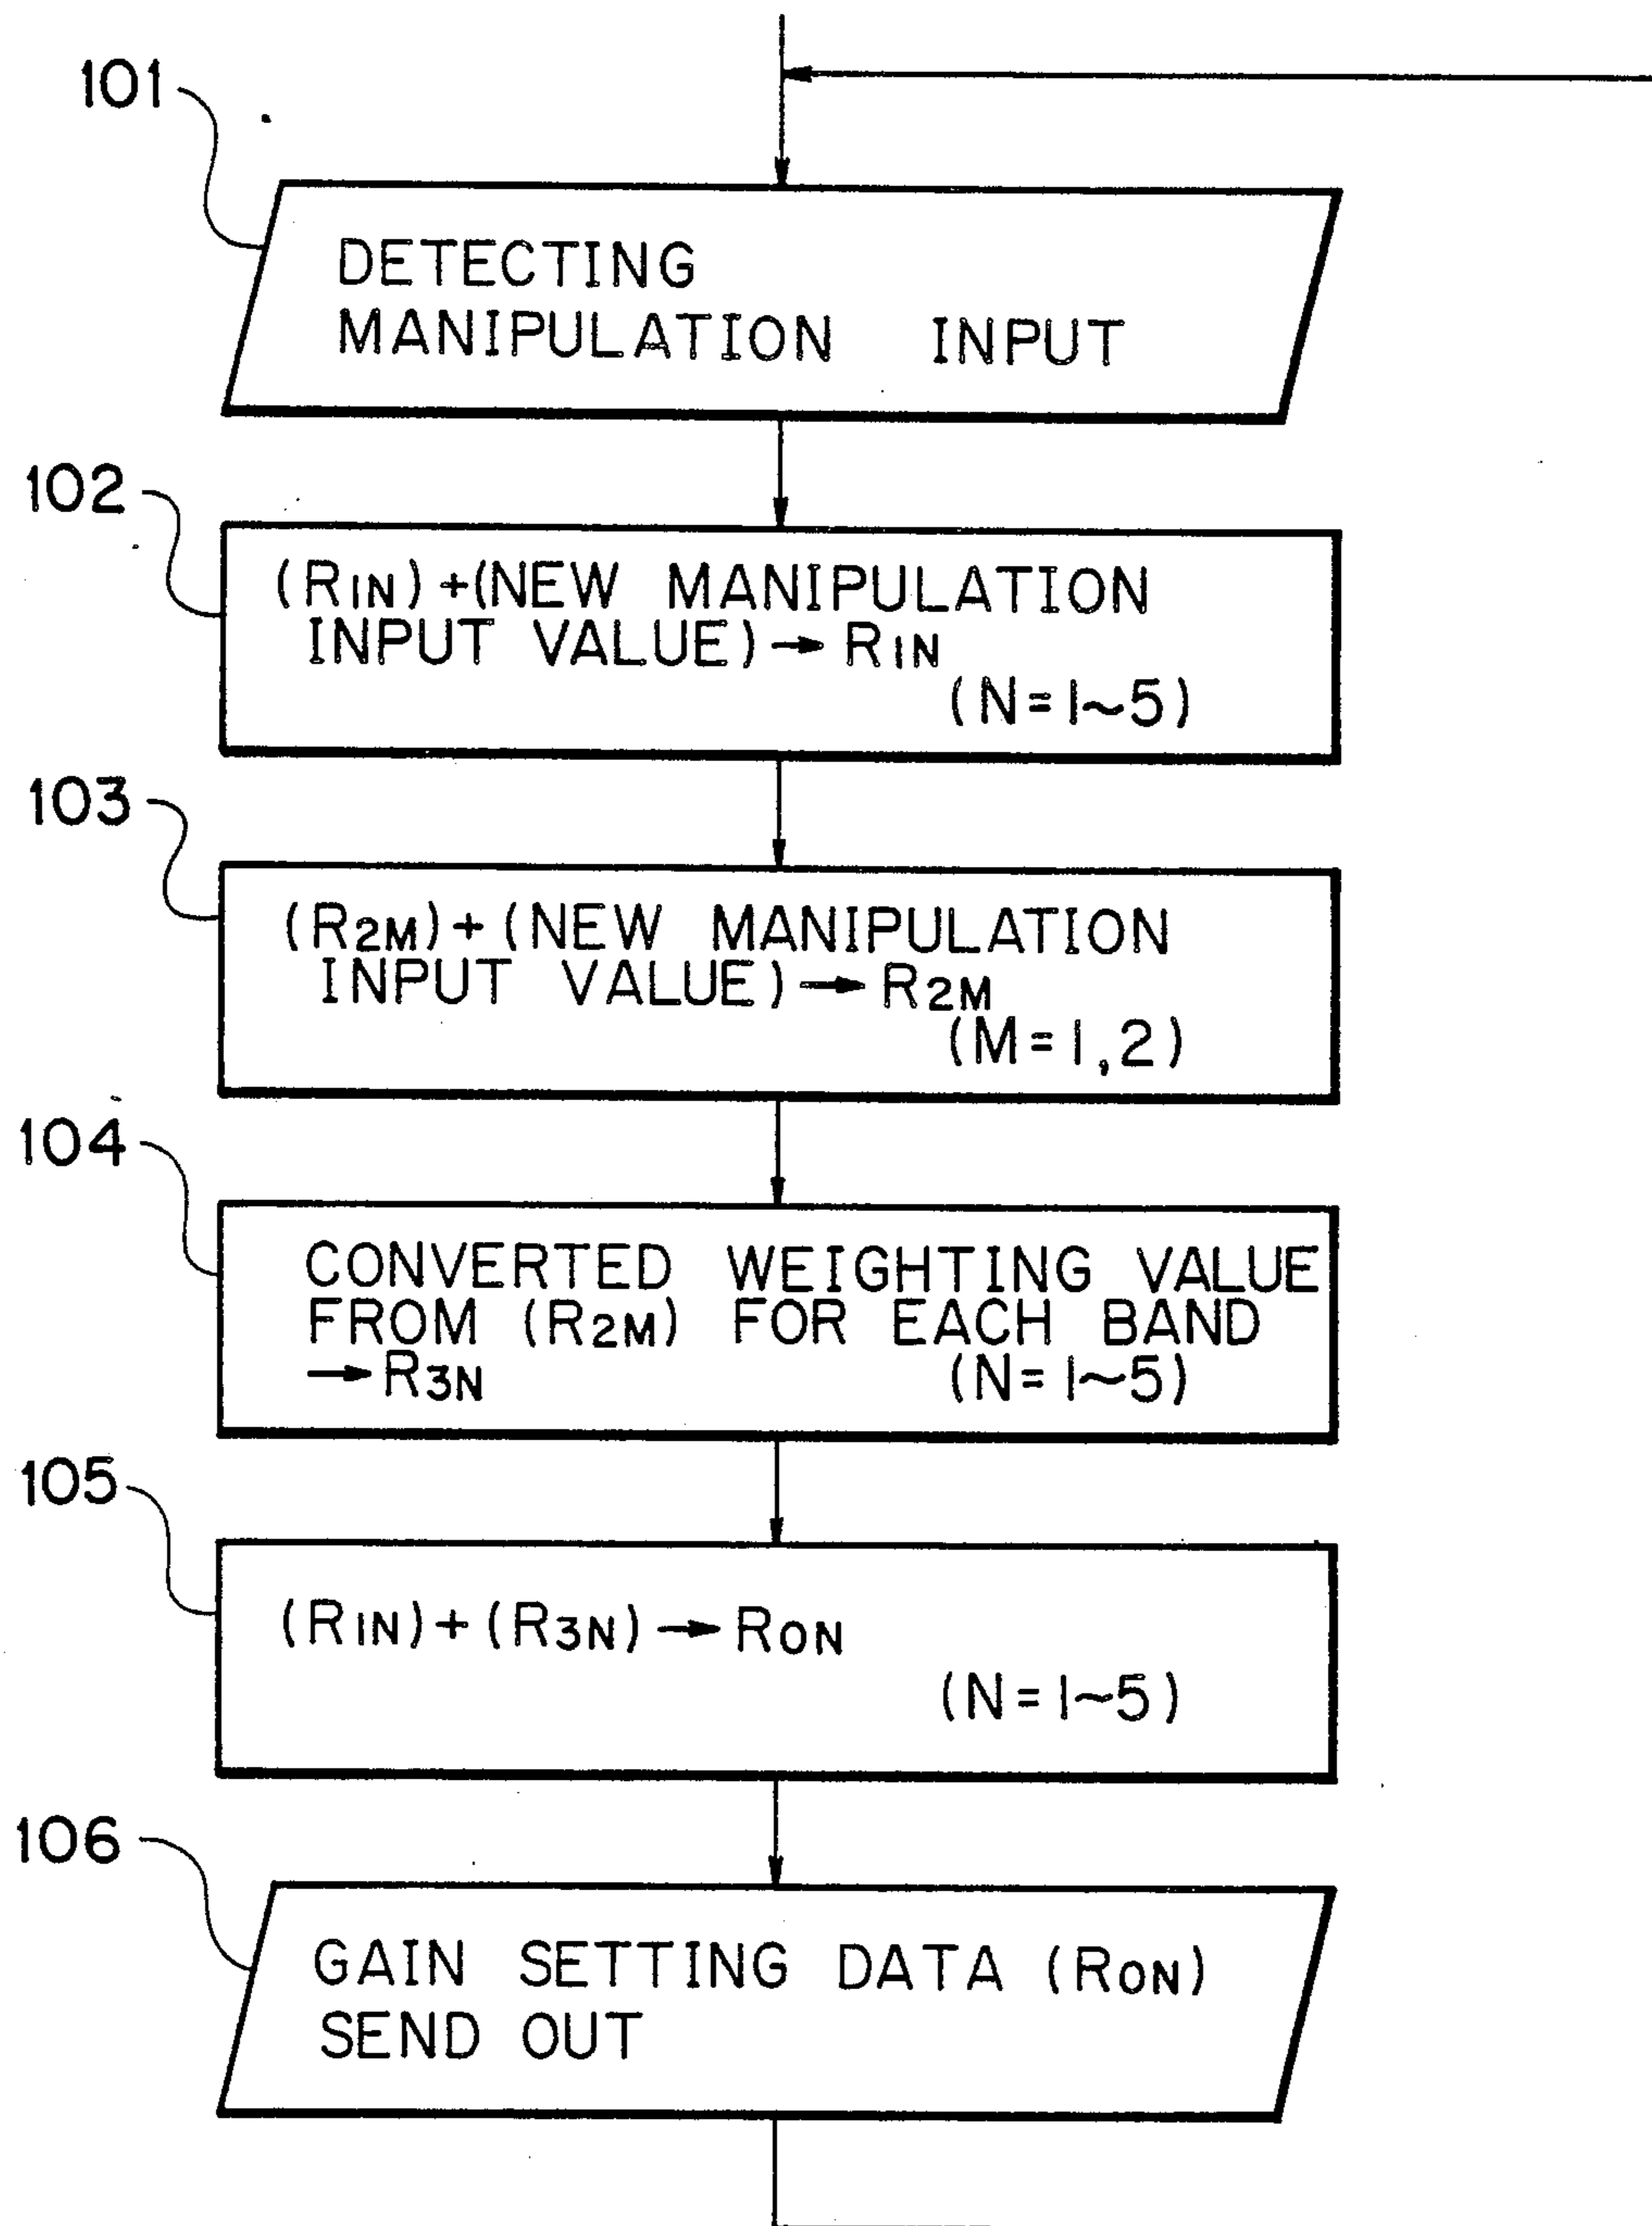 101
DETECTING
MANIPULATION INPUT
102
(R1N)+(NEW MANIPULATION
INPUT VALUE)→R1N
(N=1~5)
103
(R2M)+(NEW MANIPULATION
INPUT VALUE)→R2M
(M=1,2)
104
CONVERTED WEIGHTING VALUE
FROM (R2M) FOR EACH BAND
→R3N (N=1~5)
105
(R1N)+(R3N)→R0N
(N=1~5)
106
GAIN SETTING DATA (R0N)
SEND OUT